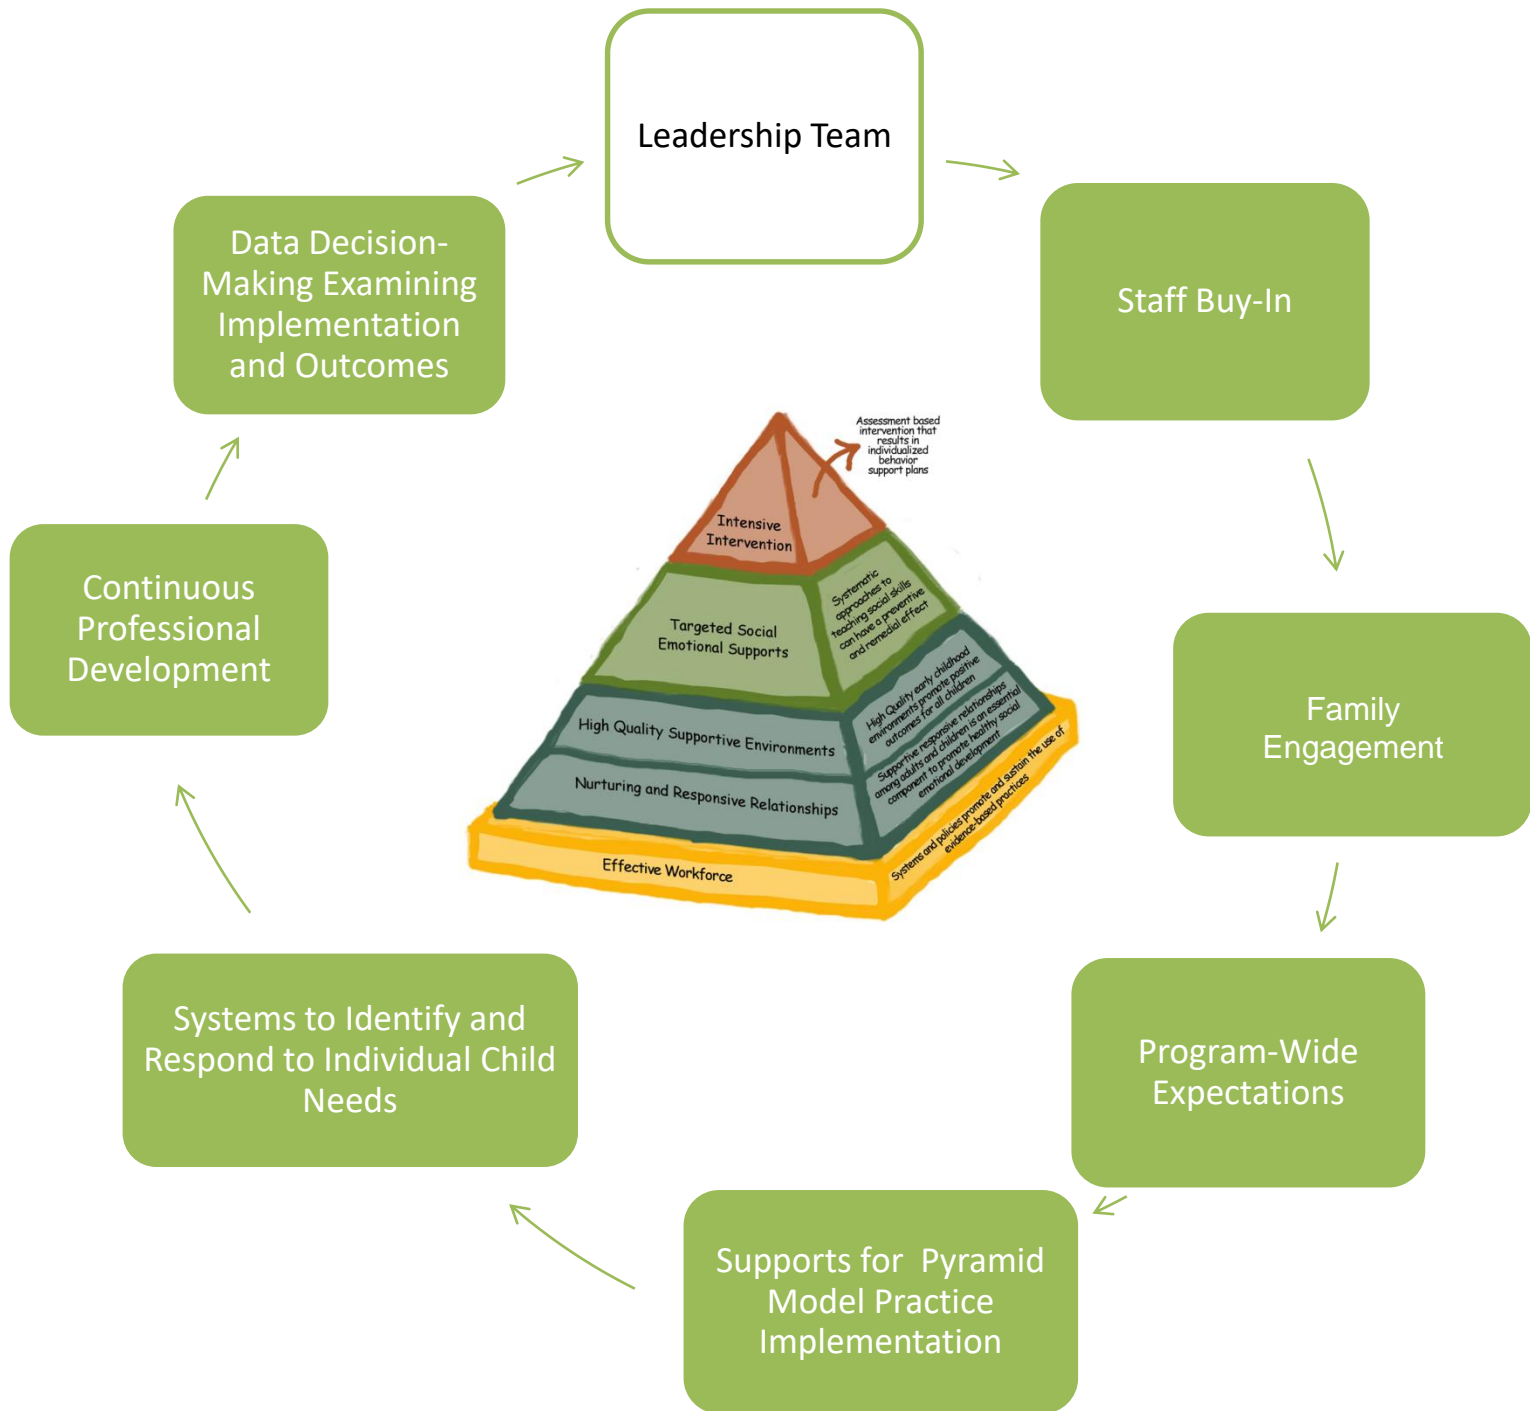 Leadership Team
Staff Buy-In
Family
Engagement
Program-Wide
Expectations
Supports for  Pyramid
Model Practice
Implementation
Systems to Identify and
Respond to Individual Child
Needs
Continuous
Professional
Development
Data Decision-
Making Examining
Implementation
and Outcomes
Assessment based
intervention that
results in
individualized
behavior
support plans
Intensive
Intervention
Systematic
approaches to
teaching social skills
can have a preventive
and remedial effect
Targeted Social
Emotional Supports
High Quality early childhood
environments promote positive
outcomes for all children
High Quality Supportive Environments
Supportive responsive relationships
among adults and children is an essential
component to promote healthy social
emotional development
Nurturing and Responsive Relationships
Systems and policies promote and sustain the use of
evidence-based practices
Effective Workforce